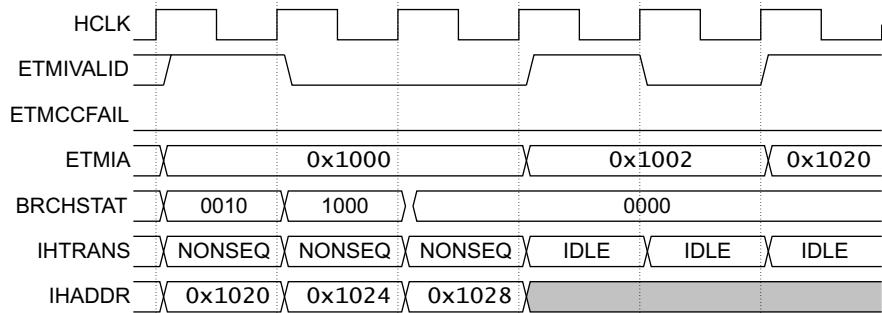 HCLK
ETMIVALID
ETMCCFAIL
ETMIA 0x1000 0x1002 0x1020
BRCHSTAT 0010 1000 0000
IHTRANS NONSEQ NONSEQ NONSEQ IDLE IDLE IDLE
IHADDR 0x1020 0x1024 0x1028